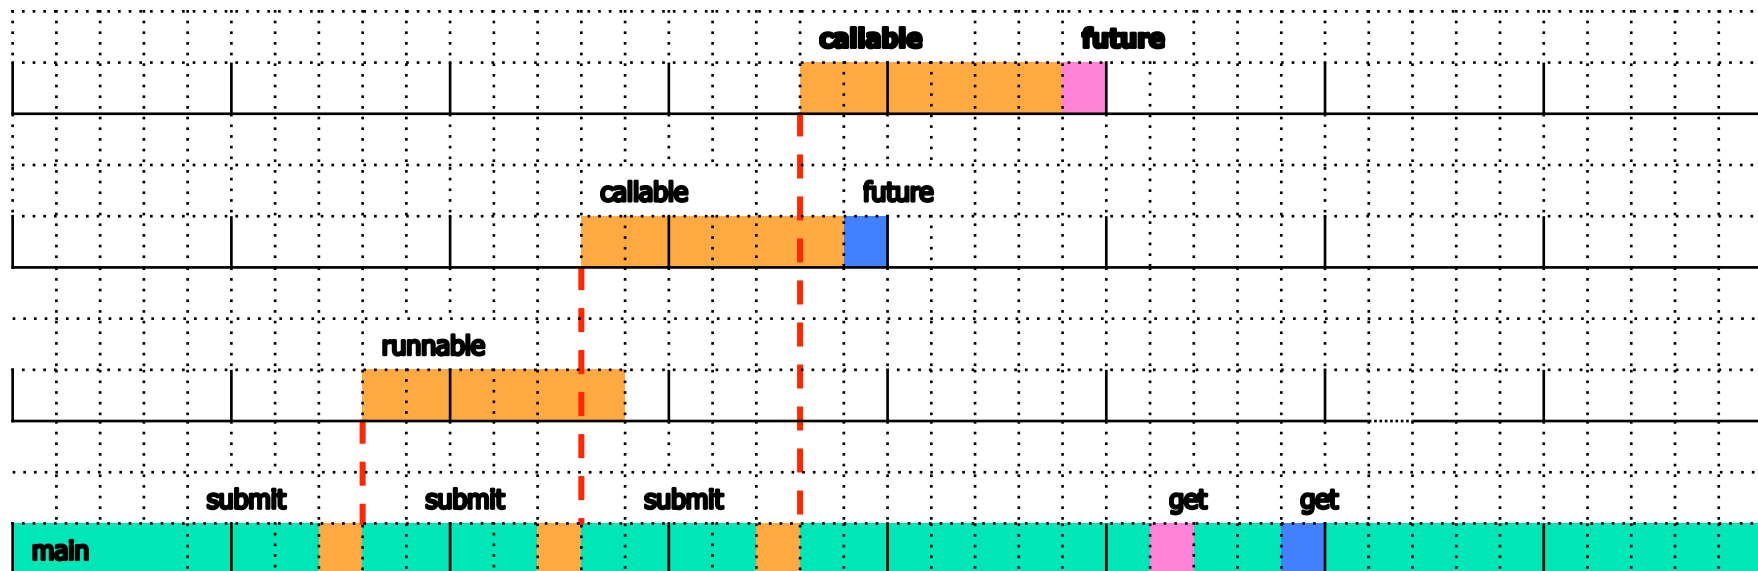 callable future
callable future
runnable
submit submit submit get get
main